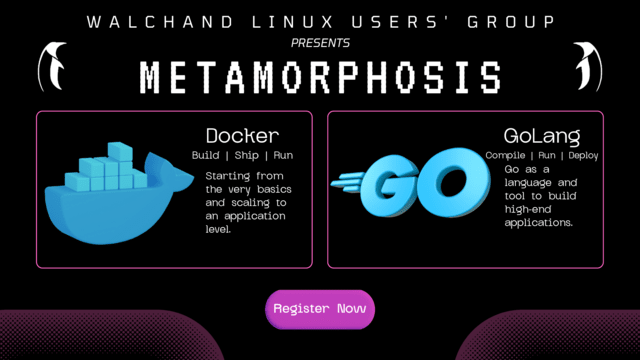 WALCHAND LINUX USERS' GROUP
PRESENTS
METAMORPHOSIS
Docker
Build | Ship | Run
Starting from
the very basics
and scaling to
an application
level.
GO
GoLang
Compile | Run | Deploy
Go as a
language and
tool to build
high-end
applications.
Register Now